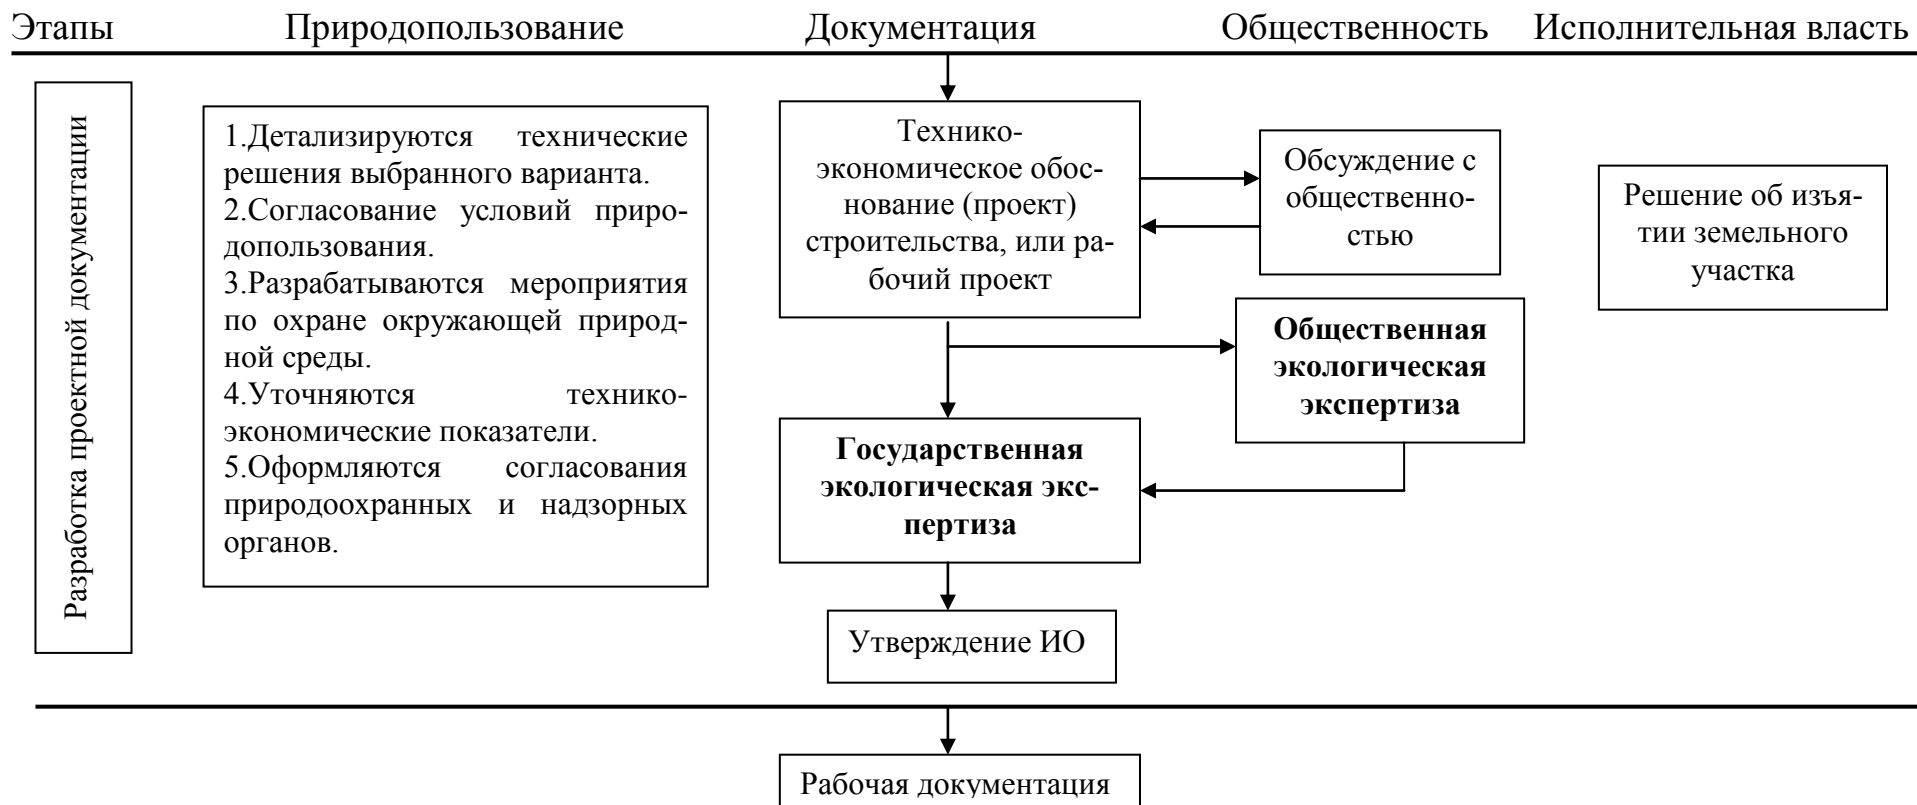 Этапы Природопользование Документация Общественность Исполнительная власть
Разработка проектной документации
1.Детализируются технические
решения выбранного варианта.
2.Согласование условий приро-
допользования.
3.Разрабатываются мероприятия
по охране окружающей природ-
ной среды.
4.Уточняются технико-
экономические показатели.
5.Оформляются согласования
природоохранных и надзорных
органов.
Технико-
экономическое обос-
нование (проект)
строительства, или ра-
бочий проект
Обсуждение с
общественно-
стью
Решение об изъя-
тии земельного
участка
Общественная
экологическая
экспертиза
Государственная
экологическая экс-
пертиза
Утверждение ИО
Рабочая документация